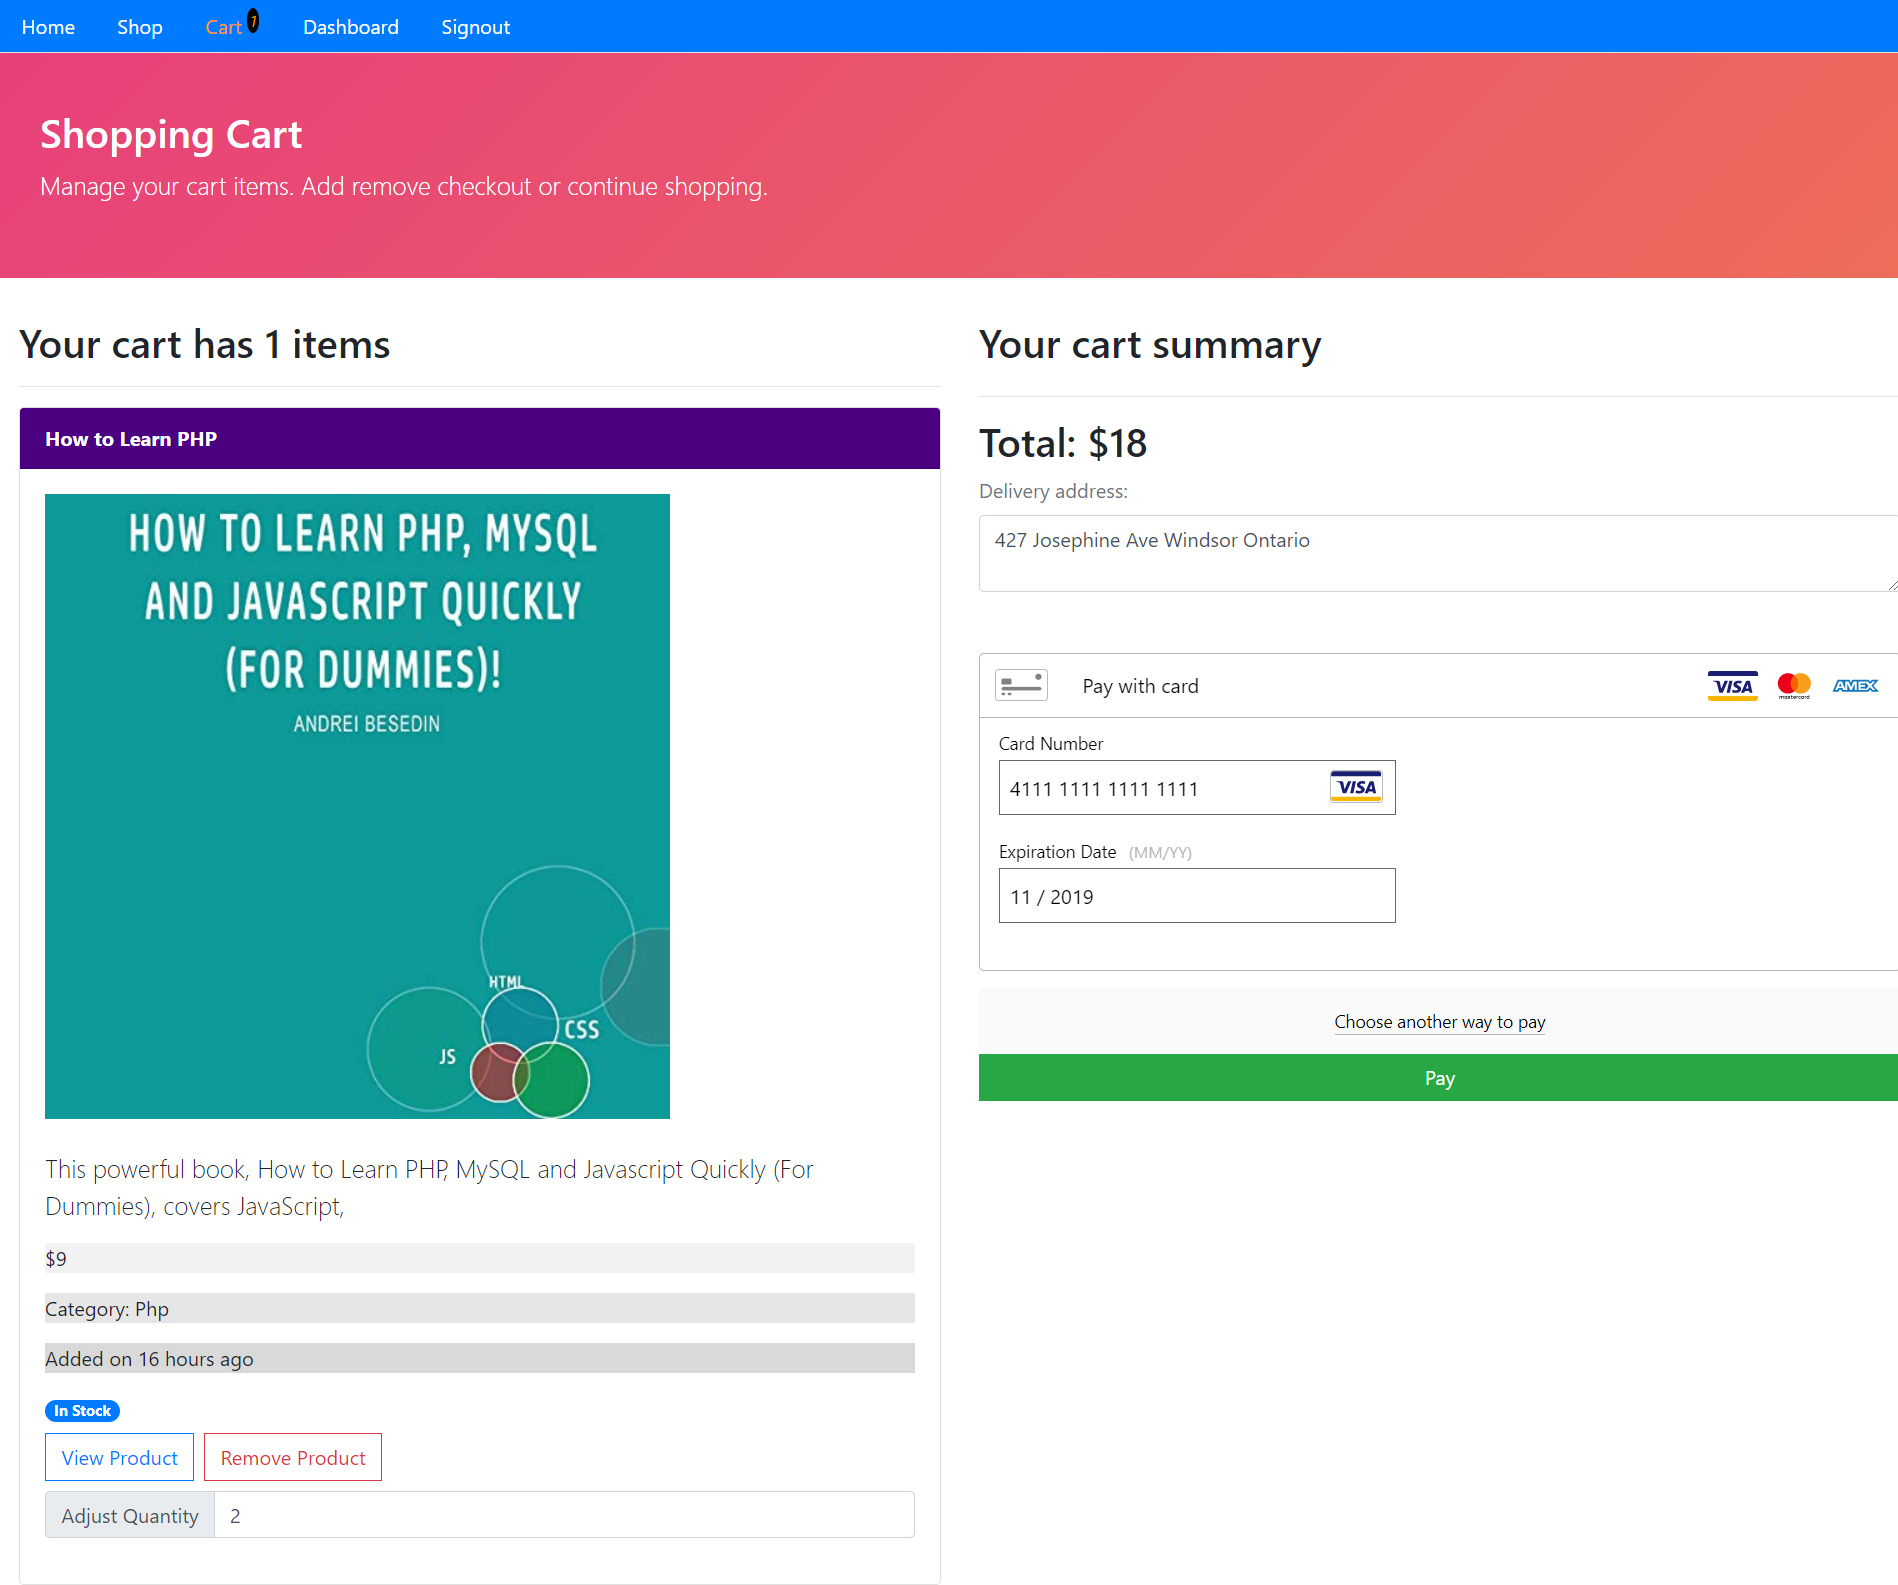 Home Shop Cart 1 Dashboard Signout
Shopping Cart
Manage your cart items. Add remove checkout or continue shopping.
Your cart has 1 items
How to Learn PHP
HOW TO LEARN PHP, MYSQL
AND JAVASCRIPT QUICKLY
(FOR DUMMIES)!
ANDREI BESEDIN
HTML
CSS
JS
This powerful book, How to Learn PHP, MySQL and Javascript Quickly (For
Dummies), covers JavaScript,
$9
Category: Php
Added on 16 hours ago
In Stock
View Product Remove Product
Adjust Quantity 2
Your cart summary
Total: $18
Delivery address:
427 Josephine Ave Windsor Ontario
Pay with card VISA mastercard AMEX
Card Number
4111 1111 1111 1111 VISA
Expiration Date (MM/YY)
11 / 2019
Choose another way to pay
Pay